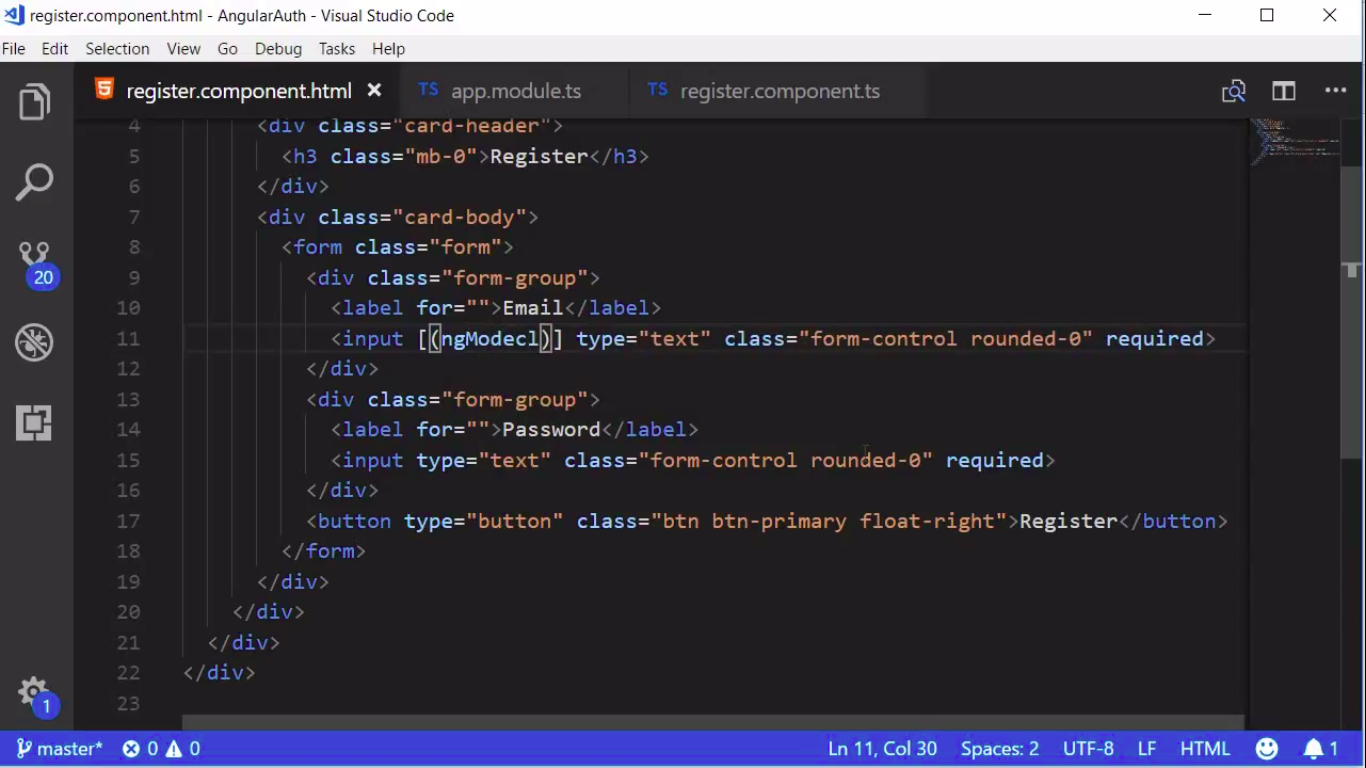 register.component.html - AngularAuth - Visual Studio Code
File Edit Selection View Go Debug Tasks Help
register.component.html TS app.module.ts TS register.component.ts
4 <div class="card-header">
5 <h3 class="mb-0">Register</h3>
6 </div>
7 <div class="card-body">
8 <form class="form">
9 <div class="form-group">
10 <label for="">Email</label>
11 <input [(ngModecl)] type="text" class="form-control rounded-0" required>
12 </div>
13 <div class="form-group">
14 <label for="">Password</label>
15 <input type="text" class="form-control rounded-0" required>
16 </div>
17 <button type="button" class="btn btn-primary float-right">Register</button>
18 </form>
19 </div>
20 </div>
21 </div>
22 </div>
23
20
1
master* 0 0 Ln 11, Col 30 Spaces: 2 UTF-8 LF HTML 1